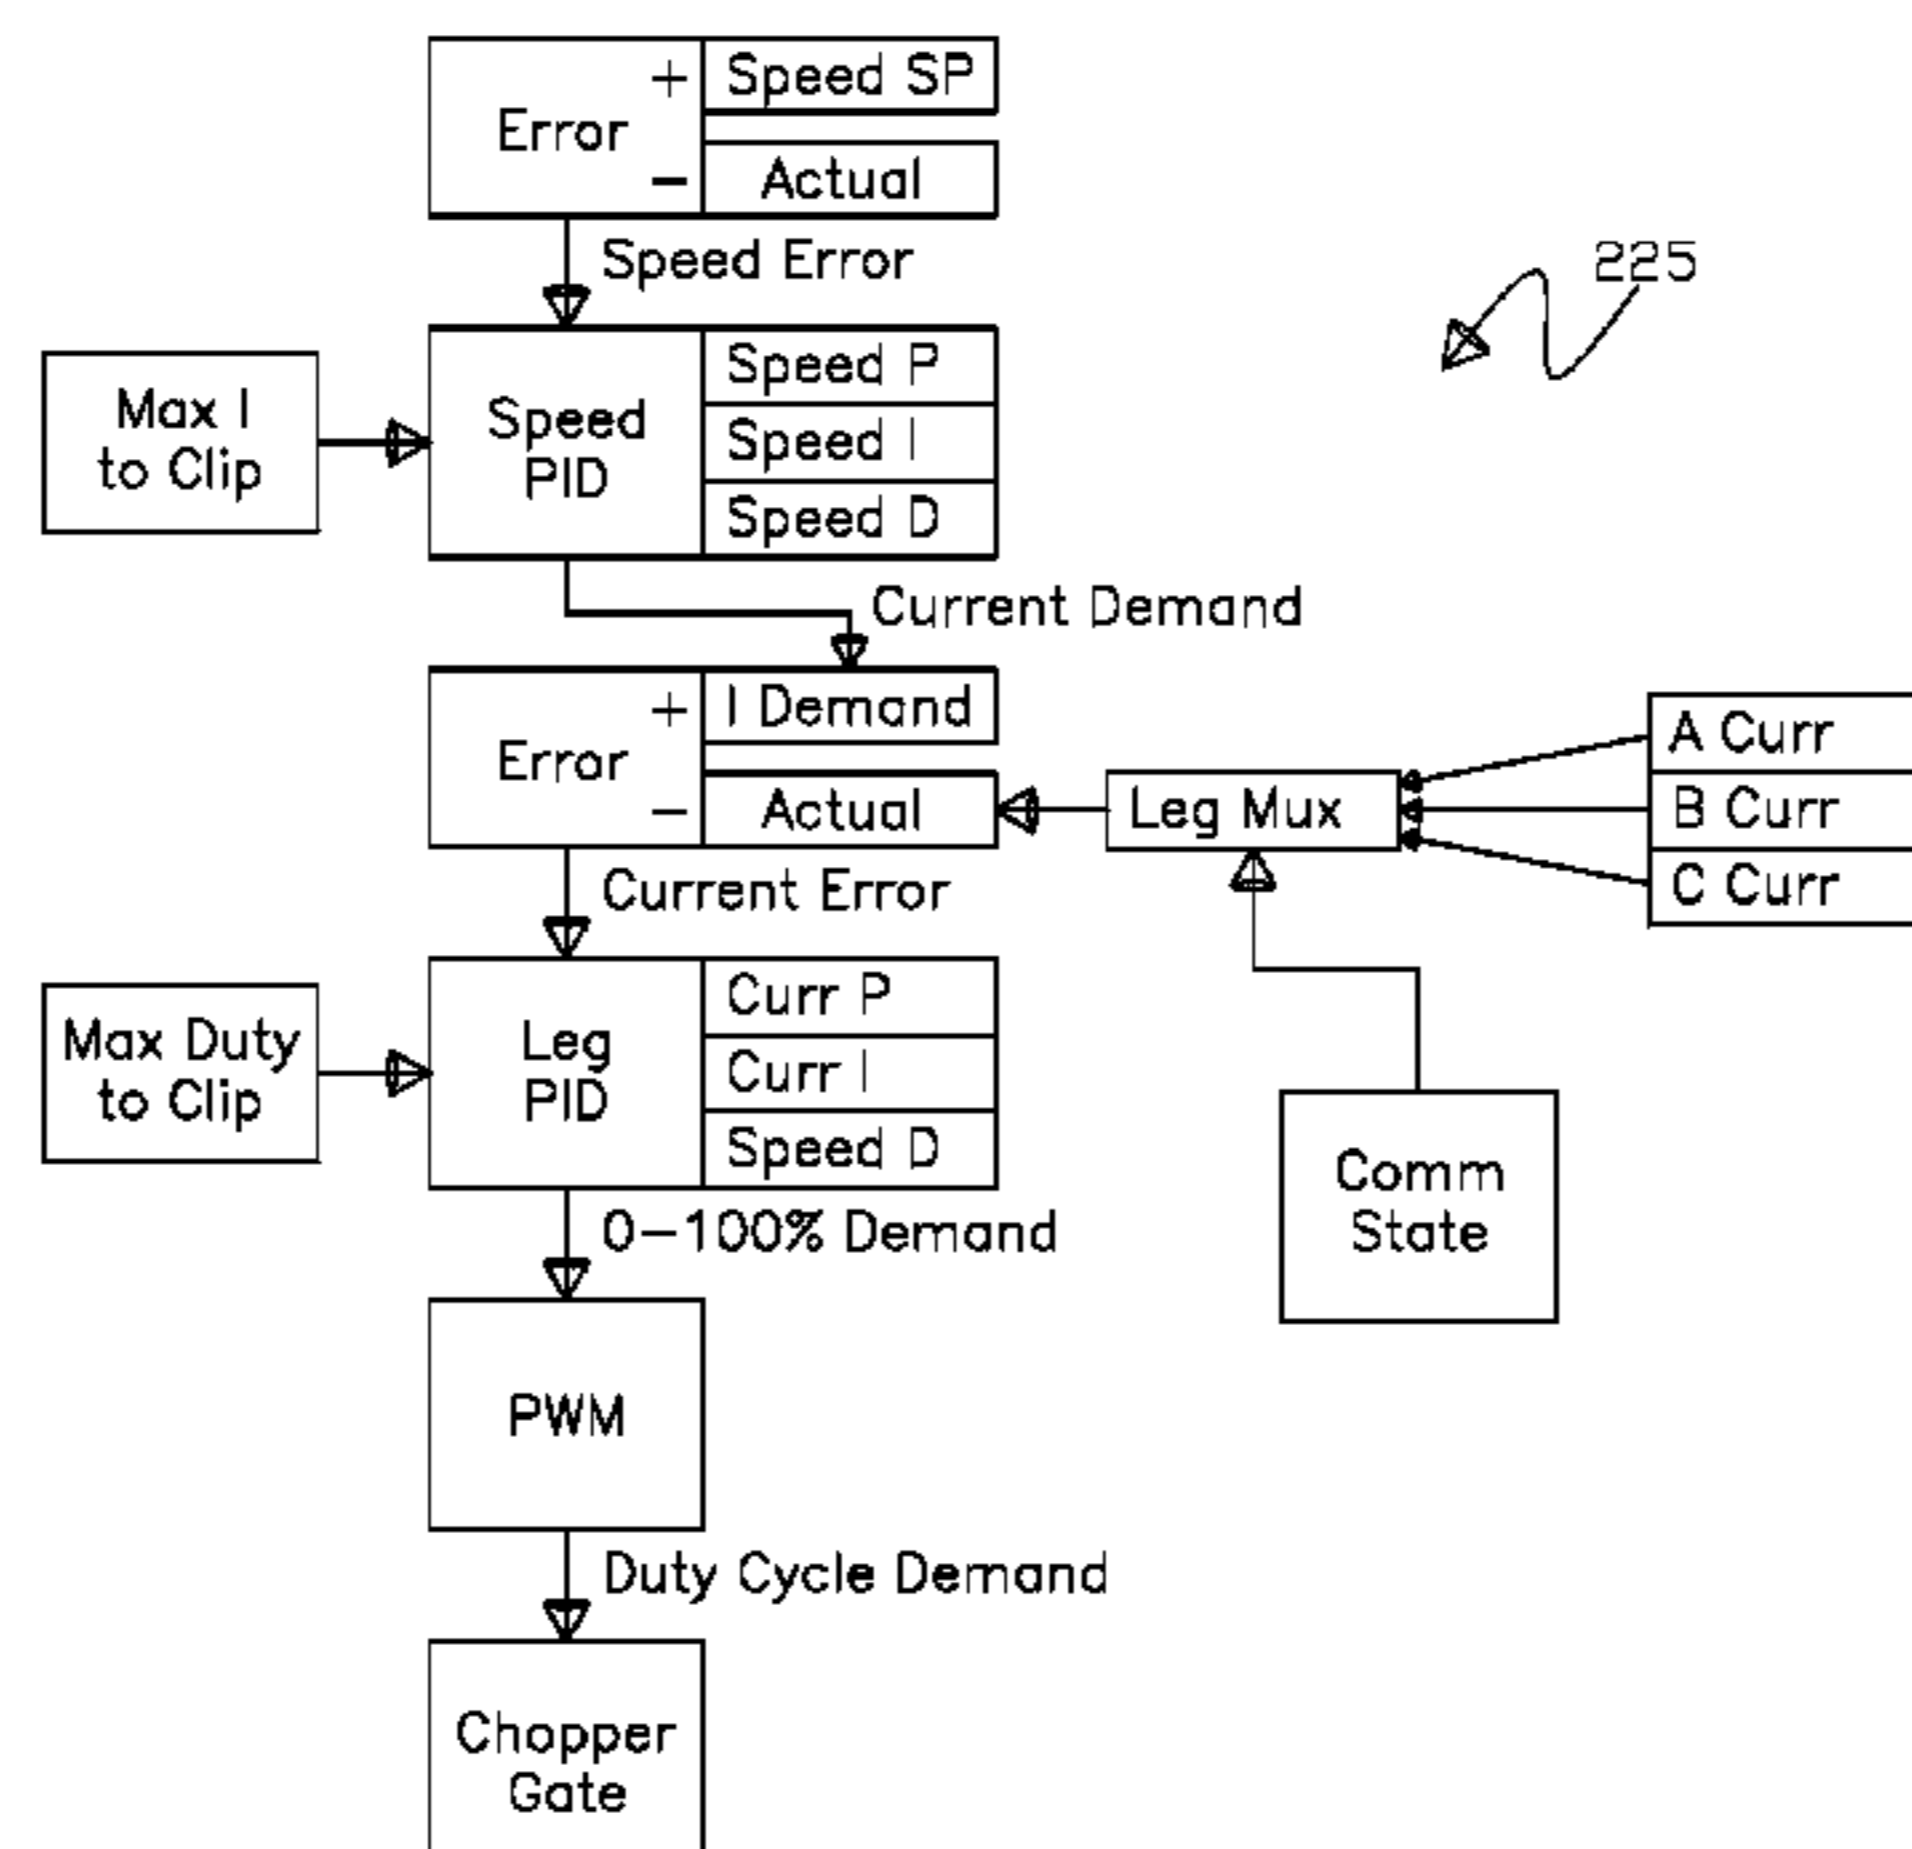 + Speed SP
Error
- Actual
Speed Error
225
Max I
to Clip
Speed
PID
Speed P
Speed I
Speed D
Current Demand
+ I Demand
Error
- Actual
Leg Mux
A Curr
B Curr
C Curr
Current Error
Max Duty
to Clip
Leg
PID
Curr P
Curr I
Speed D
Comm
State
0-100% Demand
PWM
Duty Cycle Demand
Chopper
Gate